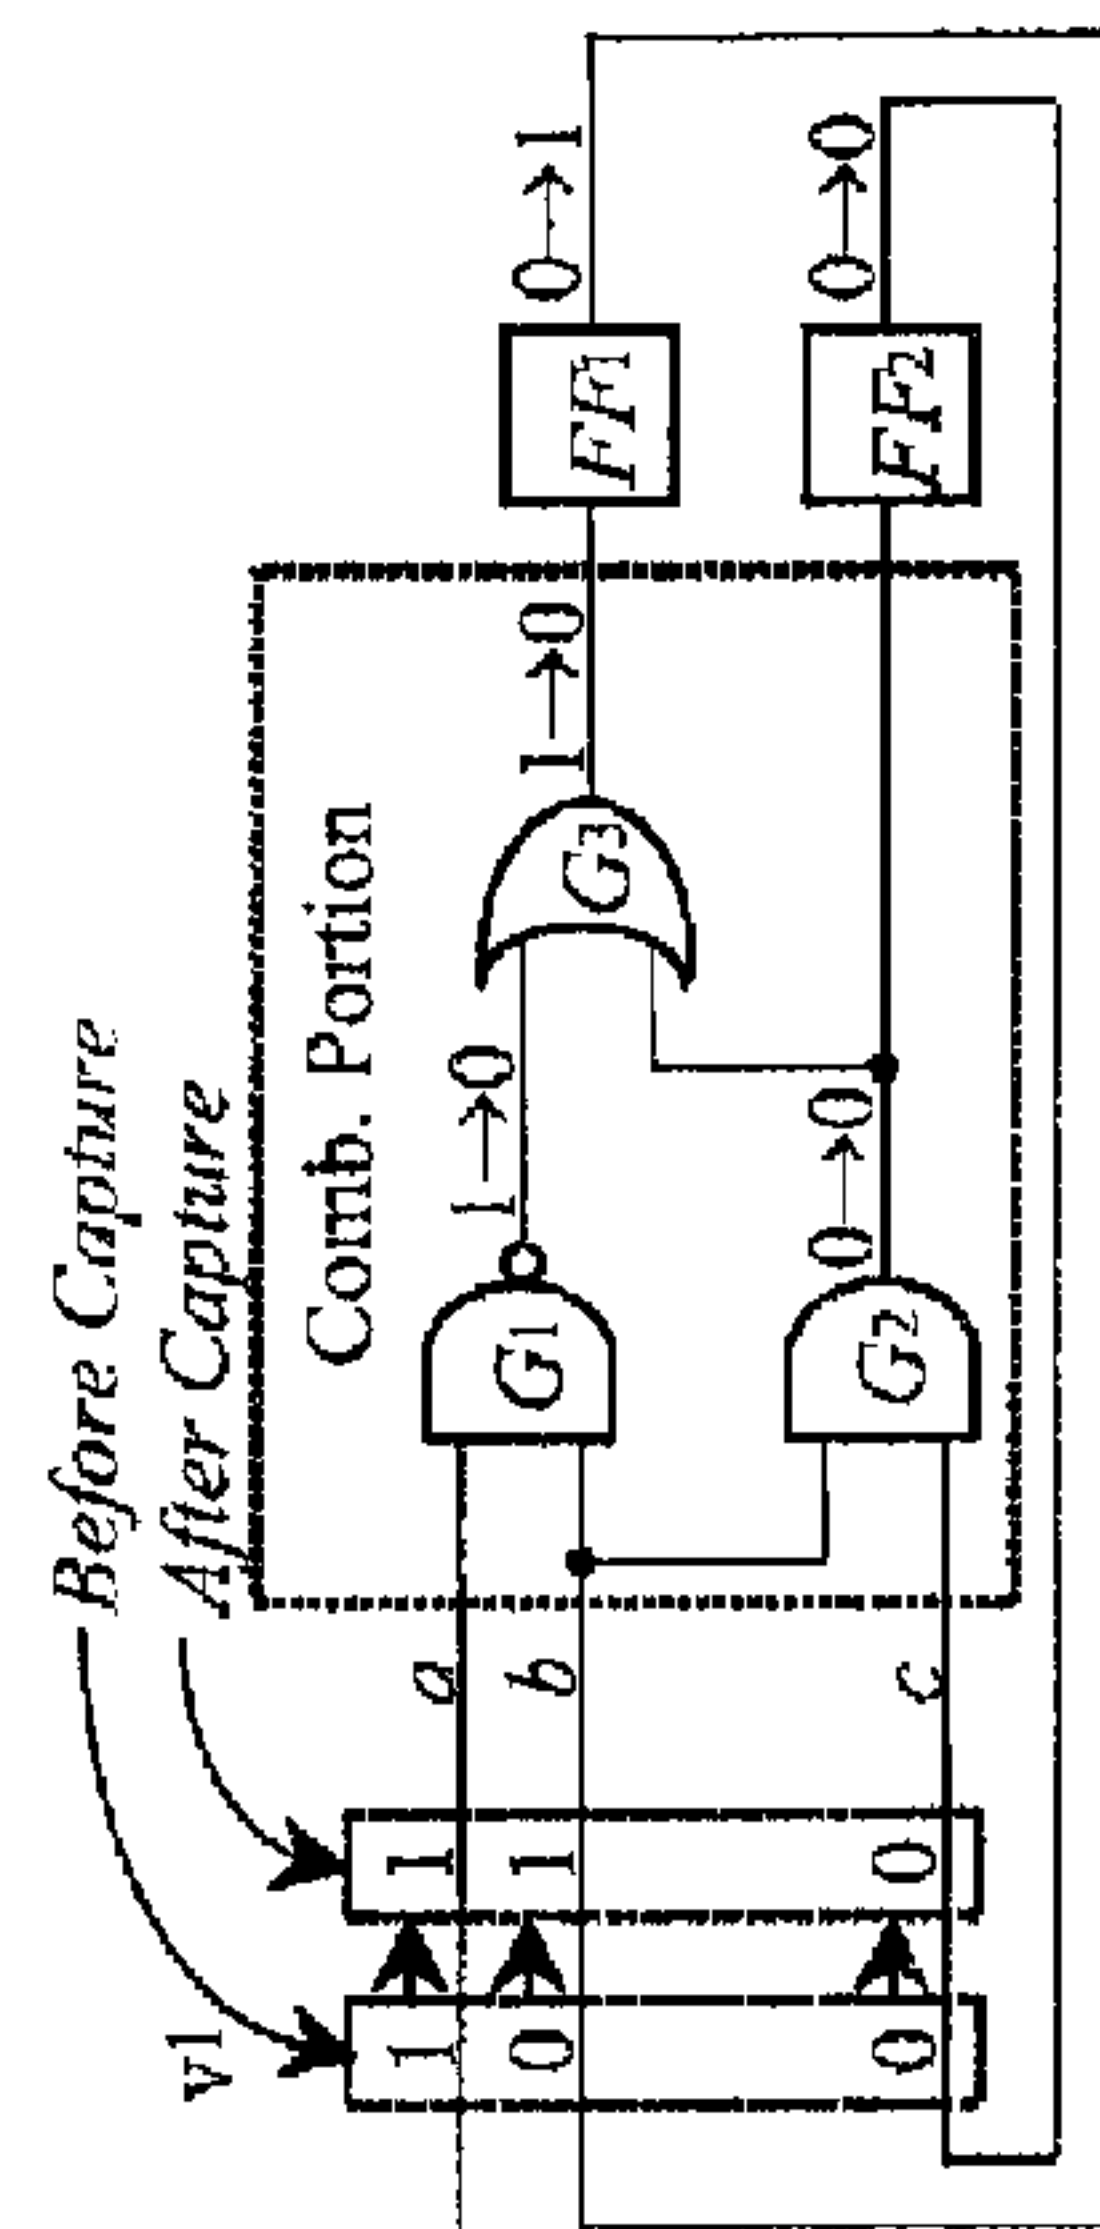 Before Capture
After Capture
v1
Comb. Portion
1 1
0 1
0 0
a
b
c
G1
G2
G3
1→0
0→0
1→0
FF1
FF2
0→1
0→0